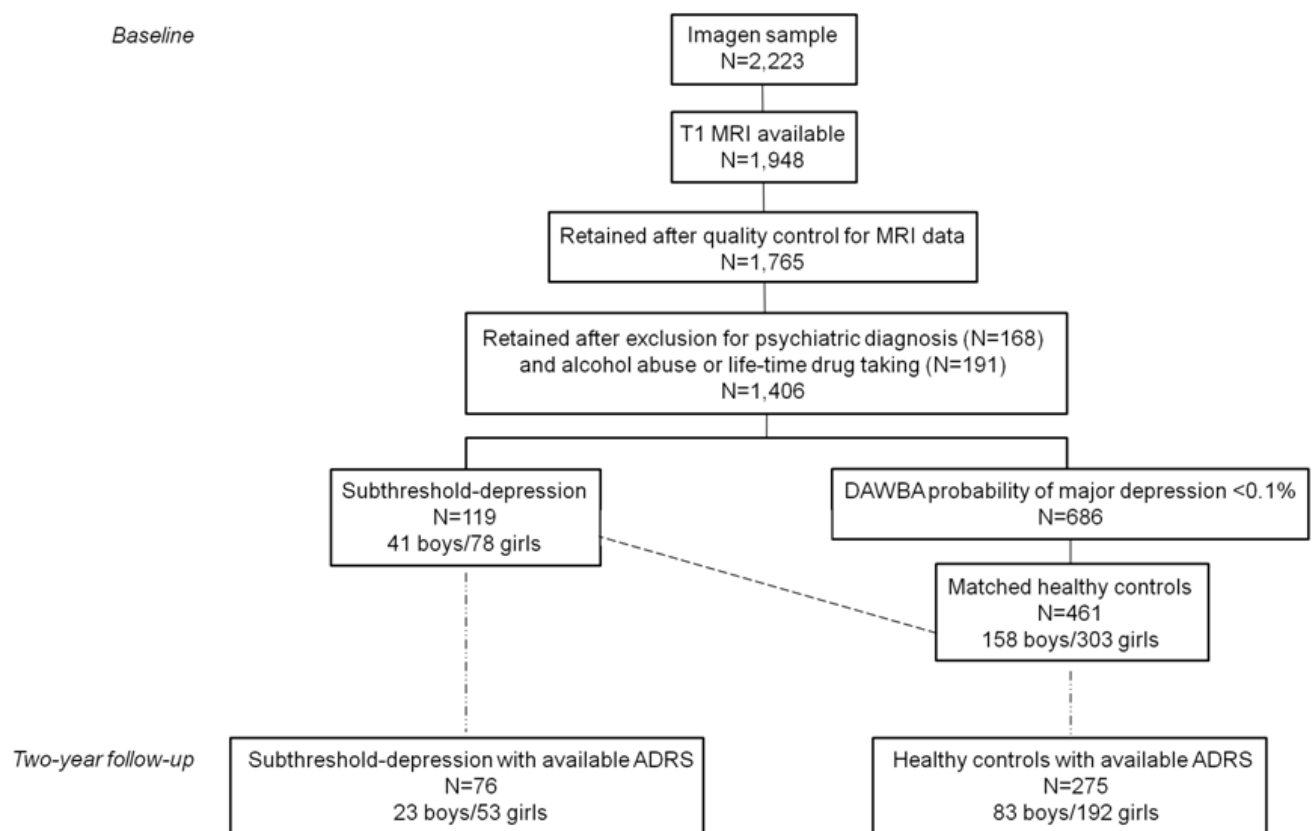 Baseline
Imagen sample
N=2,223
T1 MRI available
N=1,948
Retained after quality control for MRI data
N=1,765
Retained after exclusion for psychiatric diagnosis (N=168)
and alcohol abuse or life-time drug taking (N=191)
N=1,406
Subthreshold-depression
N=119
41 boys/78 girls
DAWBA probability of major depression <0.1%
N=686
Matched healthy controls
N=461
158 boys/303 girls
Two-year follow-up
Subthreshold-depression with available ADRS
N=76
23 boys/53 girls
Healthy controls with available ADRS
N=275
83 boys/192 girls